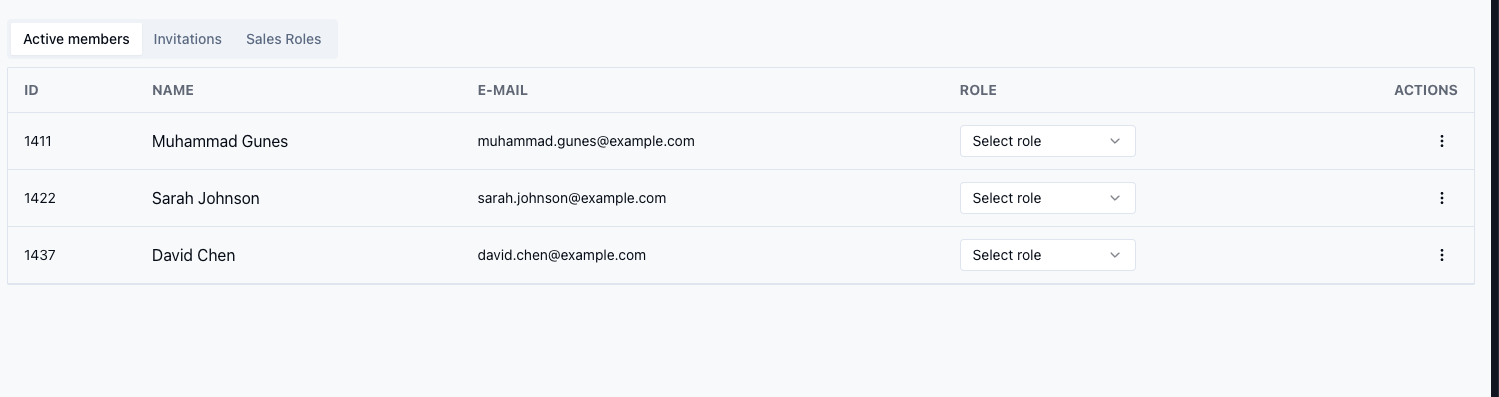 Active members Invitations Sales Roles
ID NAME E-MAIL ROLE ACTIONS
1411 Muhammad Gunes muhammad.gunes@example.com Select role
1422 Sarah Johnson sarah.johnson@example.com Select role
1437 David Chen david.chen@example.com Select role